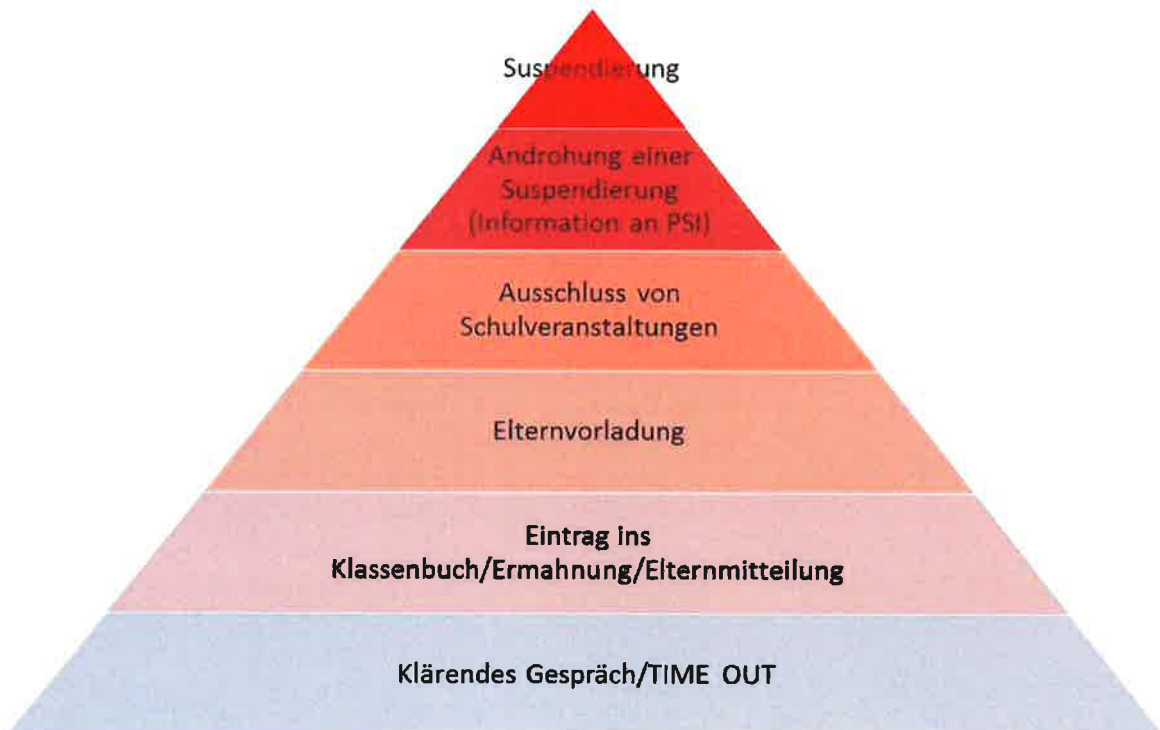 Suspendierung
Androhung einer
Suspendierung
(Information an PSI)
Ausschluss von
Schulveranstaltungen
Elternvorladung
Eintrag ins
Klassenbuch/Ermahnung/Elternmitteilung
Klärendes Gespräch/TIME OUT